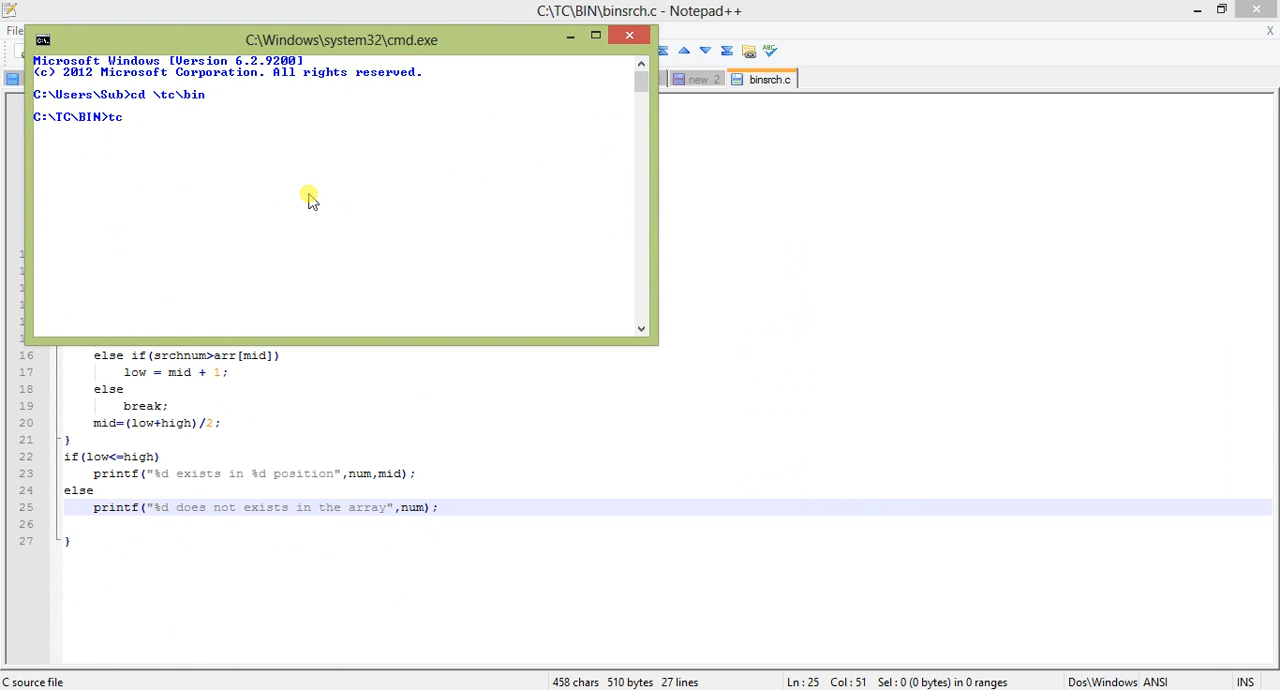 C:\TC\BIN\binsrch.c - Notepad++
File
C:\Windows\system32\cmd.exe
X
Microsoft Windows [Version 6.2.9200]
(c) 2012 Microsoft Corporation. All rights reserved.
new 2
binsrch.c
C:\Users\Sub>cd \tc\bin
C:\TC\BIN>tc
16 else if(srchnum>arr[mid])
17 low = mid + 1;
18 else
19 break;
20 mid=(low+high)/2;
21 }
22 if(low<=high)
23 printf("%d exists in %d position",num,mid);
24 else
25 printf("%d does not exists in the array",num);
26
27 }
C source file
458 chars 510 bytes 27 lines
Ln : 25 Col : 51 Sel : 0 (0 bytes) in 0 ranges
Dos\Windows ANSI
INS